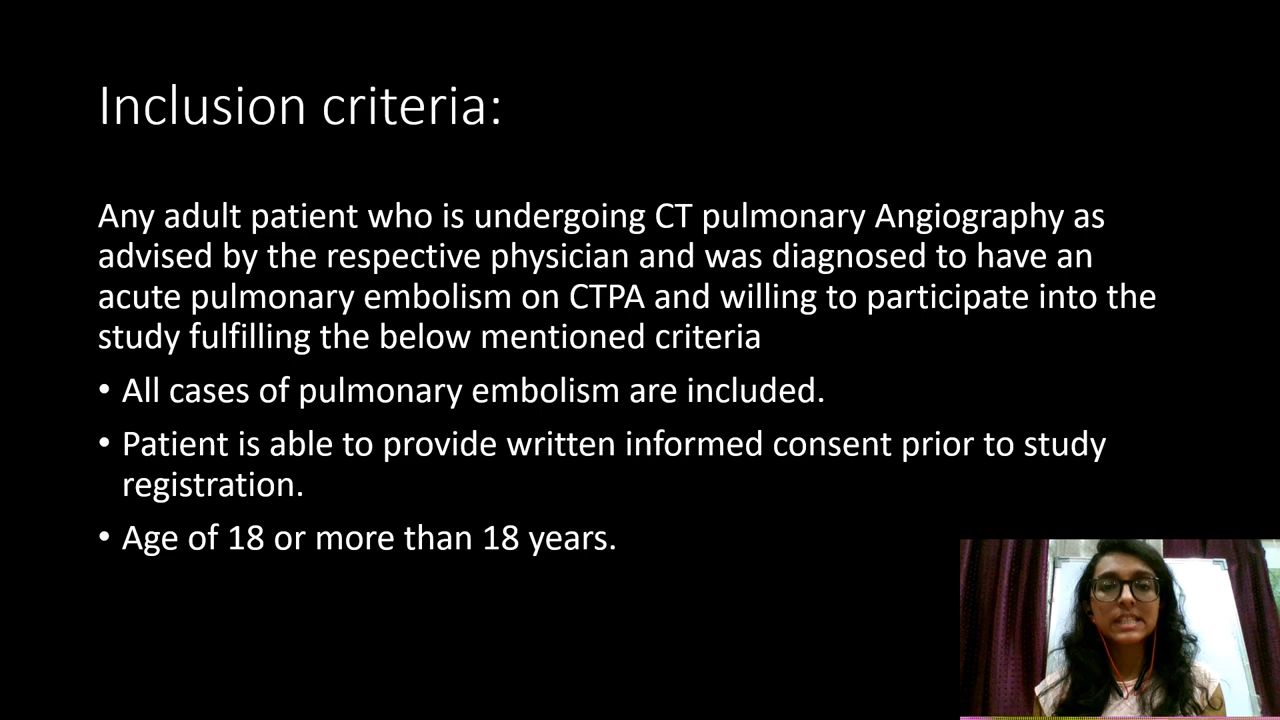 Inclusion criteria:
Any adult patient who is undergoing CT pulmonary Angiography as
advised by the respective physician and was diagnosed to have an
acute pulmonary embolism on CTPA and willing to participate into the
study fulfilling the below mentioned criteria
• All cases of pulmonary embolism are included.
• Patient is able to provide written informed consent prior to study
registration.
• Age of 18 or more than 18 years.